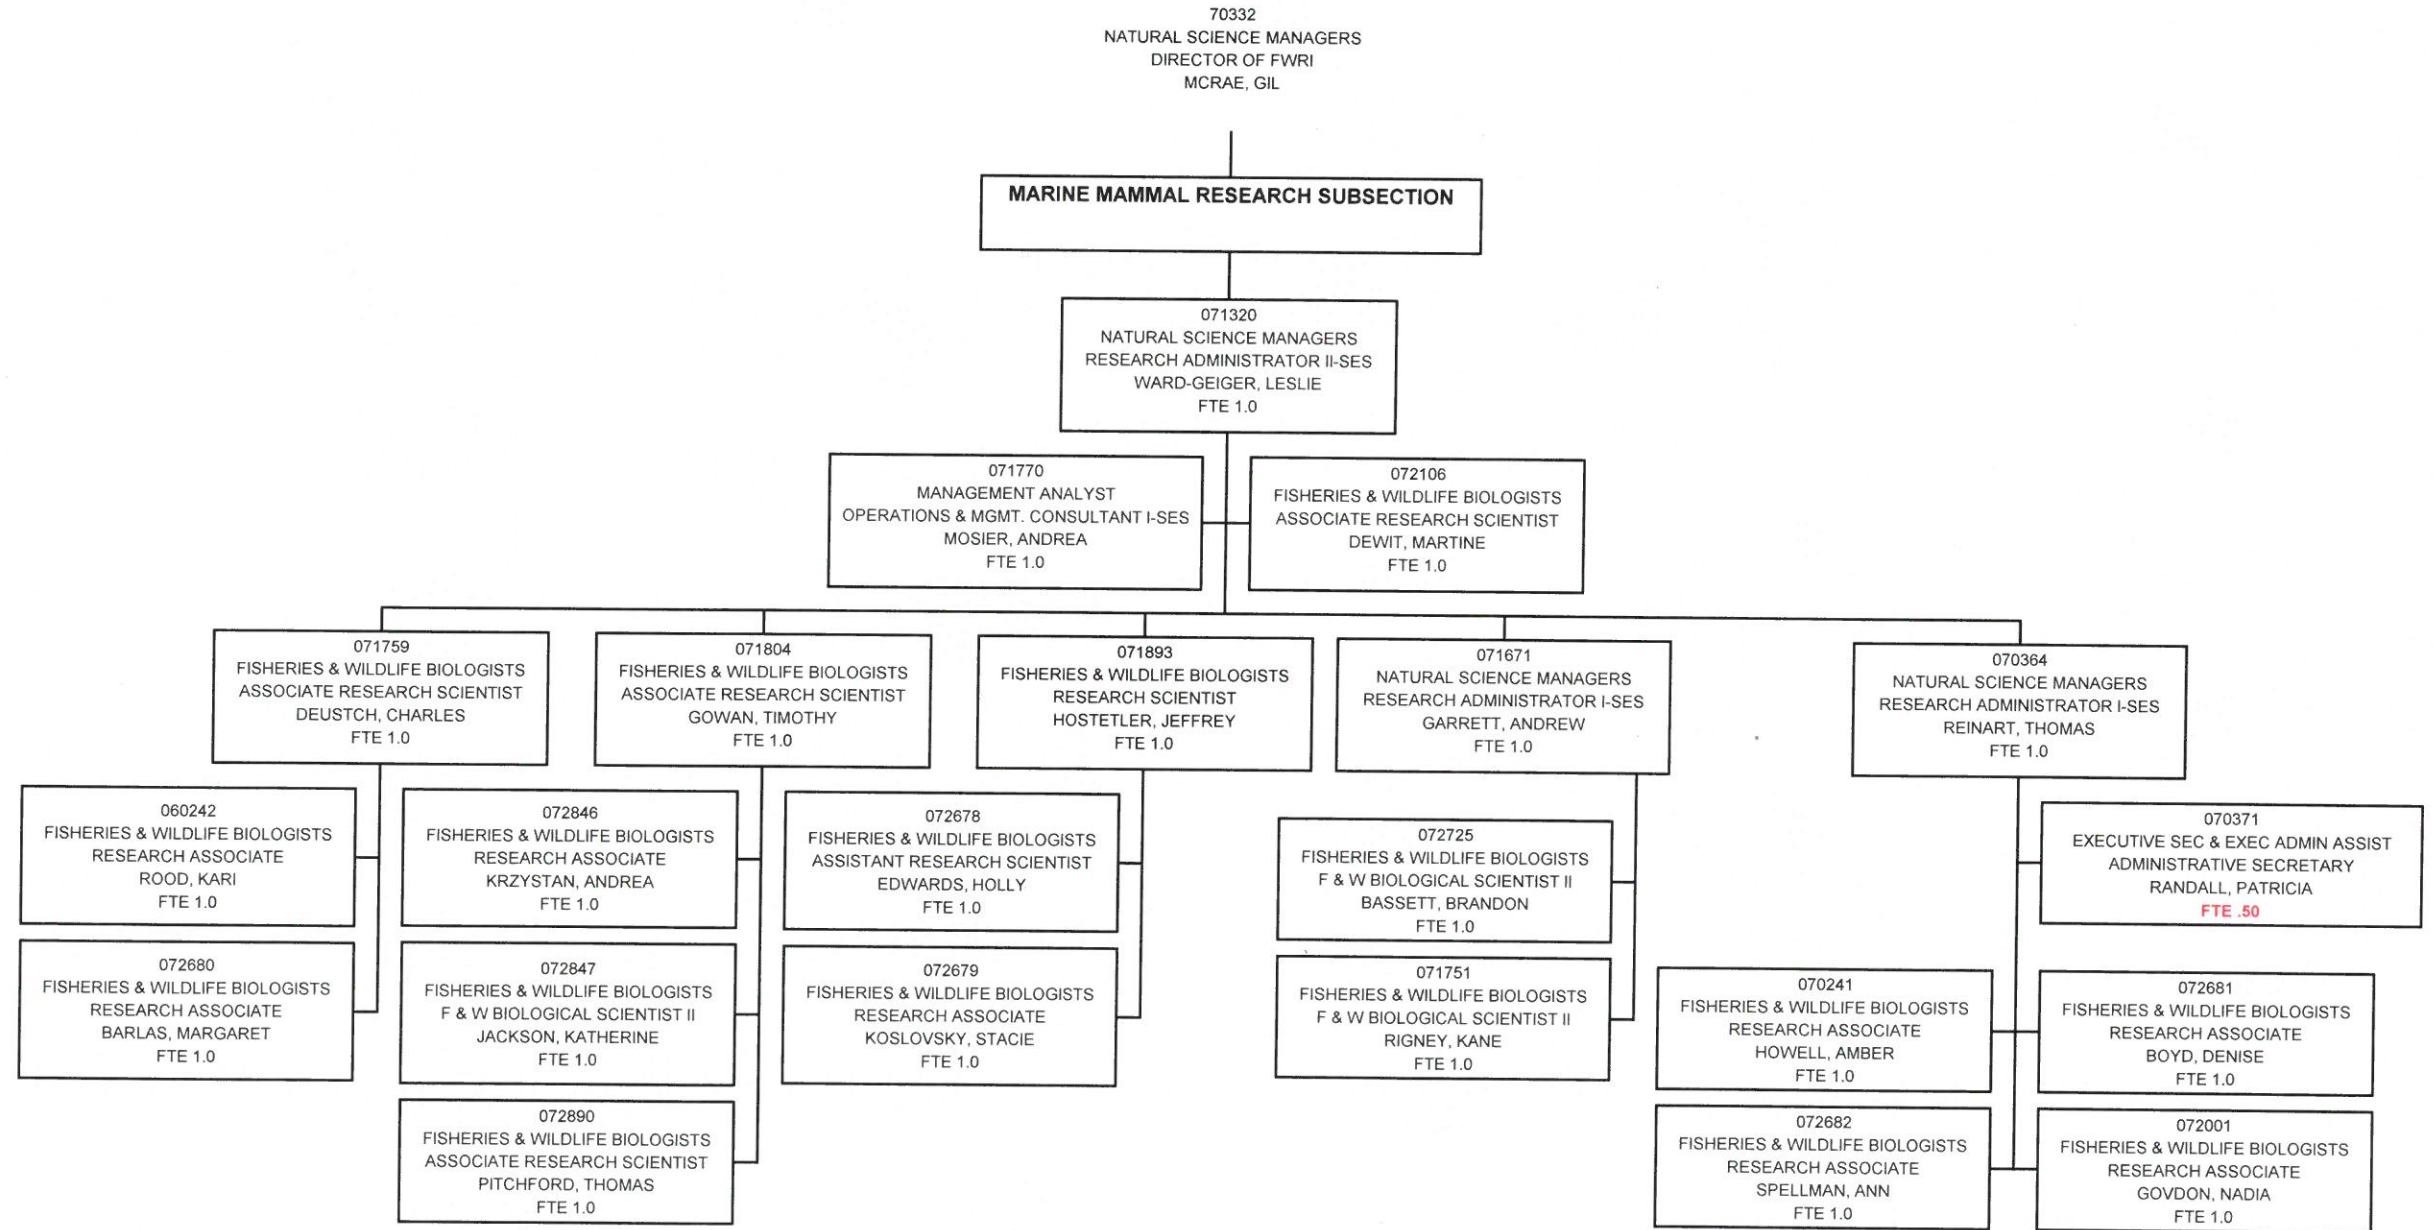 70332
NATURAL SCIENCE MANAGERS
DIRECTOR OF FWRI
MCRAE, GIL
MARINE MAMMAL RESEARCH SUBSECTION
071320
NATURAL SCIENCE MANAGERS
RESEARCH ADMINISTRATOR II-SES
WARD-GEIGER, LESLIE
FTE 1.0
071770
MANAGEMENT ANALYST
OPERATIONS & MGMT. CONSULTANT I-SES
MOSIER, ANDREA
FTE 1.0
072106
FISHERIES & WILDLIFE BIOLOGISTS
ASSOCIATE RESEARCH SCIENTIST
DEWIT, MARTINE
FTE 1.0
071759
FISHERIES & WILDLIFE BIOLOGISTS
ASSOCIATE RESEARCH SCIENTIST
DEUSTCH, CHARLES
FTE 1.0
071804
FISHERIES & WILDLIFE BIOLOGISTS
ASSOCIATE RESEARCH SCIENTIST
GOWAN, TIMOTHY
FTE 1.0
071893
FISHERIES & WILDLIFE BIOLOGISTS
RESEARCH SCIENTIST
HOSTETLER, JEFFREY
FTE 1.0
071671
NATURAL SCIENCE MANAGERS
RESEARCH ADMINISTRATOR I-SES
GARRETT, ANDREW
FTE 1.0
070364
NATURAL SCIENCE MANAGERS
RESEARCH ADMINISTRATOR I-SES
REINART, THOMAS
FTE 1.0
060242
FISHERIES & WILDLIFE BIOLOGISTS
RESEARCH ASSOCIATE
ROOD, KARI
FTE 1.0
072680
FISHERIES & WILDLIFE BIOLOGISTS
RESEARCH ASSOCIATE
BARLAS, MARGARET
FTE 1.0
072846
FISHERIES & WILDLIFE BIOLOGISTS
RESEARCH ASSOCIATE
KRZYSTAN, ANDREA
FTE 1.0
072847
FISHERIES & WILDLIFE BIOLOGISTS
F & W BIOLOGICAL SCIENTIST II
JACKSON, KATHERINE
FTE 1.0
072890
FISHERIES & WILDLIFE BIOLOGISTS
ASSOCIATE RESEARCH SCIENTIST
PITCHFORD, THOMAS
FTE 1.0
072678
FISHERIES & WILDLIFE BIOLOGISTS
ASSISTANT RESEARCH SCIENTIST
EDWARDS, HOLLY
FTE 1.0
072679
FISHERIES & WILDLIFE BIOLOGISTS
RESEARCH ASSOCIATE
KOSLOVSKY, STACIE
FTE 1.0
072725
FISHERIES & WILDLIFE BIOLOGISTS
F & W BIOLOGICAL SCIENTIST II
BASSETT, BRANDON
FTE 1.0
071751
FISHERIES & WILDLIFE BIOLOGISTS
F & W BIOLOGICAL SCIENTIST II
RIGNEY, KANE
FTE 1.0
070371
EXECUTIVE SEC & EXEC ADMIN ASSIST
ADMINISTRATIVE SECRETARY
RANDALL, PATRICIA
FTE .50
070241
FISHERIES & WILDLIFE BIOLOGISTS
RESEARCH ASSOCIATE
HOWELL, AMBER
FTE 1.0
072681
FISHERIES & WILDLIFE BIOLOGISTS
RESEARCH ASSOCIATE
BOYD, DENISE
FTE 1.0
072682
FISHERIES & WILDLIFE BIOLOGISTS
RESEARCH ASSOCIATE
SPELLMAN, ANN
FTE 1.0
072001
FISHERIES & WILDLIFE BIOLOGISTS
RESEARCH ASSOCIATE
GOVDON, NADIA
FTE 1.0